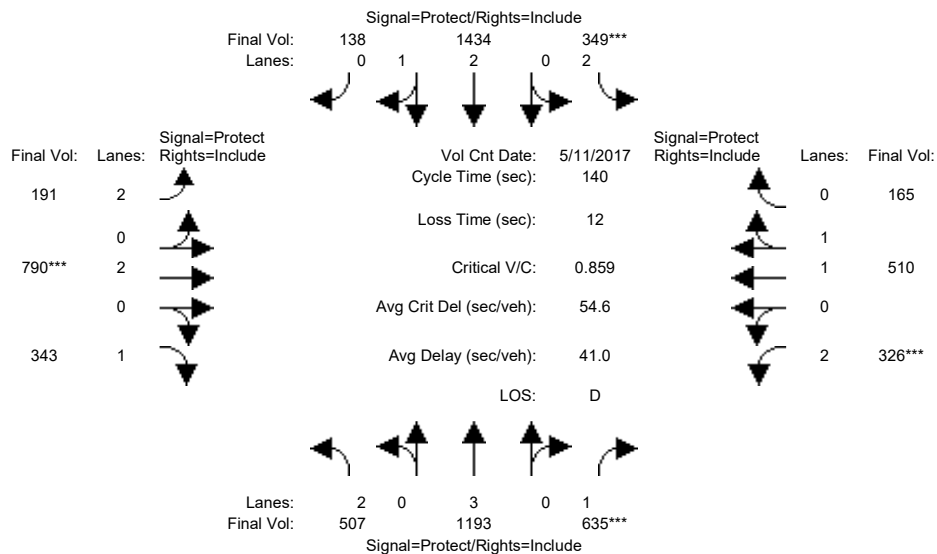 Signal=Protect/Rights=Include
Final Vol: 138 1434 349***
Lanes: 0 1 2 0 2
Signal=Protect
Final Vol: Lanes: Rights=Include
Vol Cnt Date: 5/11/2017
Signal=Protect
Rights=Include Lanes: Final Vol:
Cycle Time (sec): 140
191 2
0 165
Loss Time (sec): 12
0
1
790*** 2
Critical V/C: 0.859
1 510
0
Avg Crit Del (sec/veh): 54.6
0
343 1
Avg Delay (sec/veh): 41.0
2 326***
LOS: D
Lanes: 2 0 3 0 1
Final Vol: 507 1193 635***
Signal=Protect/Rights=Include